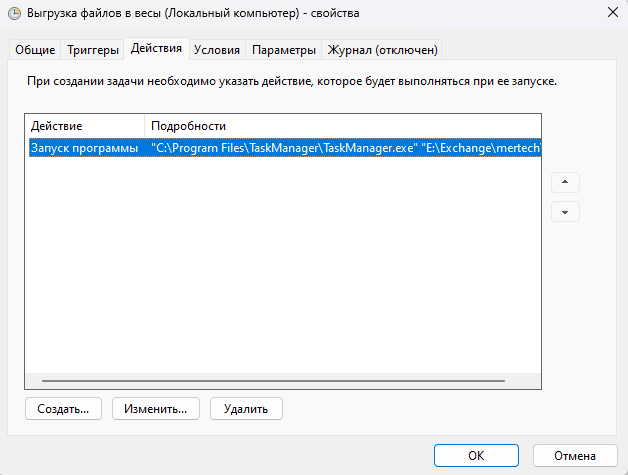 Выгрузка файлов в весы (Локальный компьютер) - свойства
Общие Триггеры Действия Условия Параметры Журнал (отключен)
При создании задачи необходимо указать действие, которое будет выполняться при ее запуске.
Действие Подробности
Запуск программы "C:\Program Files\TaskManager\TaskManager.exe" "E:\Exchange\mertech\
Создать... Изменить... Удалить
OK Отмена